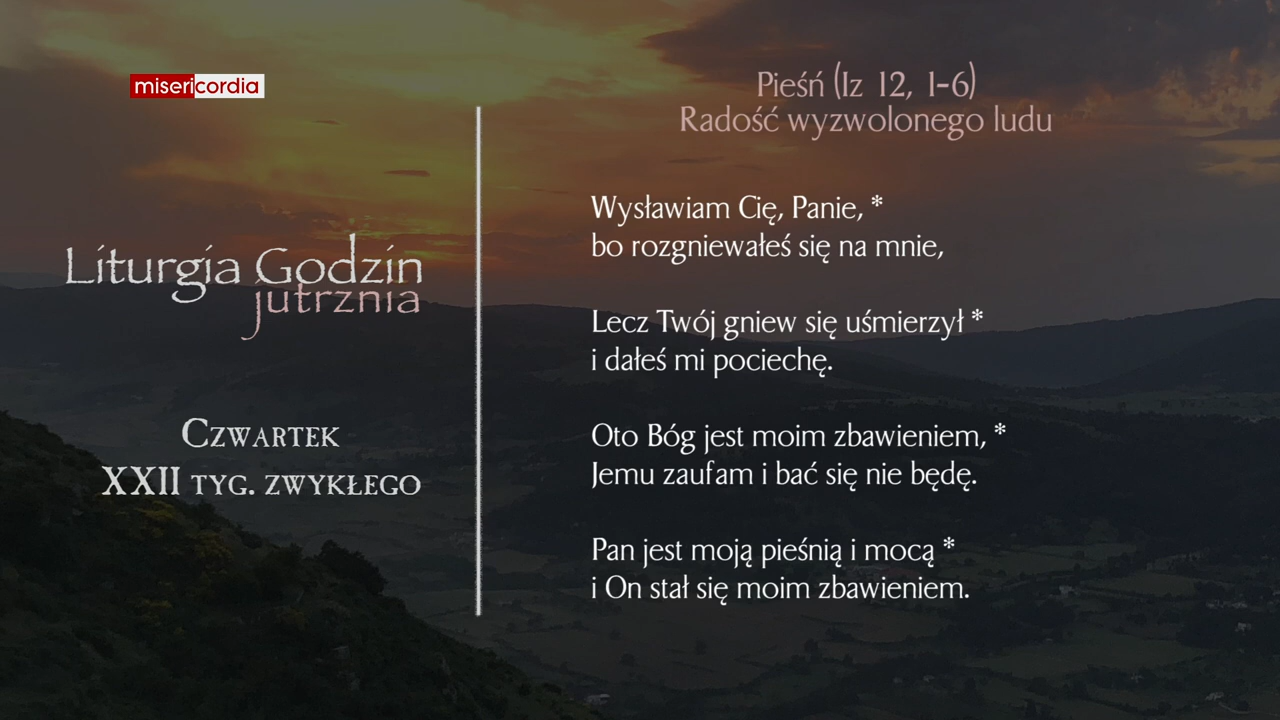 misericordia
Liturgia Godzin
jutrznia
Czwartek
XXII tyg. zwykłego
Pieśń (Iz 12, 1-6)
Radość wyzwolonego ludu
Wysławiam Cię, Panie, *
bo rozgniewałeś się na mnie,
Lecz Twój gniew się uśmierzył *
i dałeś mi pociechę.
Oto Bóg jest moim zbawieniem, *
Jemu zaufam i bać się nie będę.
Pan jest moją pieśnią i mocą *
i On stał się moim zbawieniem.